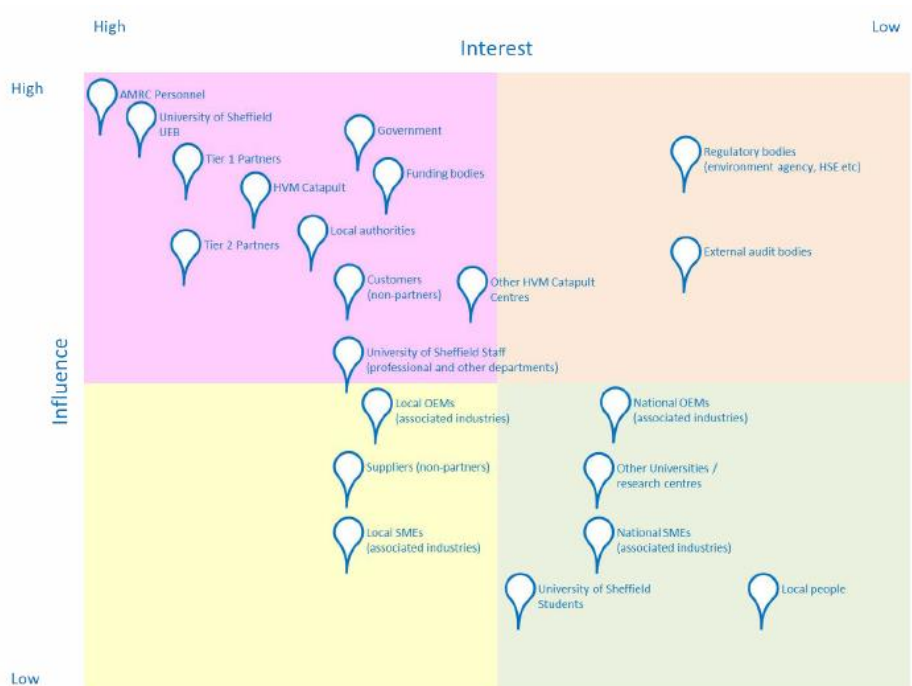 High
Low
Interest
High
AMRC Personnel
University of Sheffield
UEB
Government
Tier 1 Partners
Regulatory bodies
(environment agency, HSE etc)
Funding bodies
HVM Catapult
Local authorities
Tier 2 Partners
External audit bodies
Customers
(non-partners)
Other HVM Catapult
Centres
Influence
University of Sheffield Staff
(professional and other departments)
Local OEMs
(associated industries)
National OEMs
(associated industries)
Suppliers (non-partners)
Other Universities /
research centres
Local SMEs
(associated industries)
National SMEs
(associated industries)
University of Sheffield
Students
Local people
Low